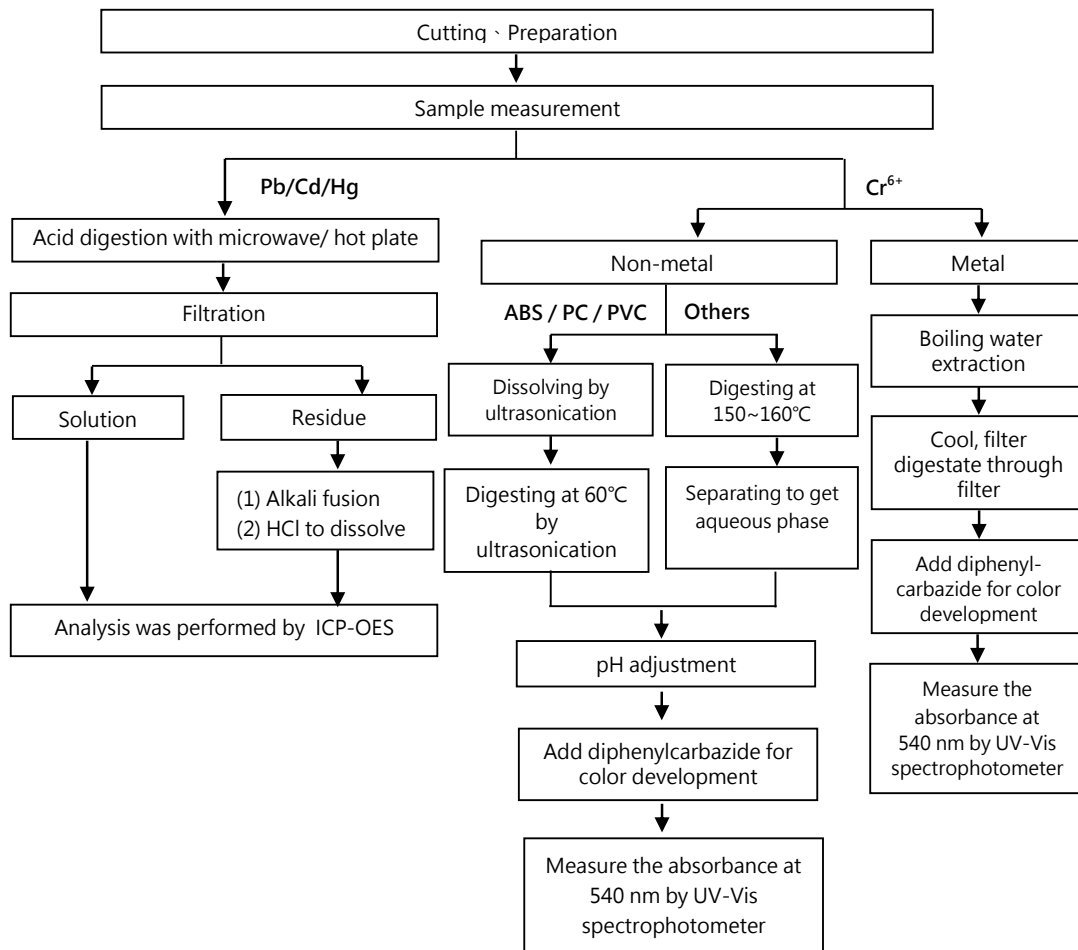 Cutting、Preparation
Sample measurement
Pb/Cd/Hg
Cr⁶⁺
Acid digestion with microwave/ hot plate
Filtration
Solution
Residue
(1) Alkali fusion
(2) HCl to dissolve
Analysis was performed by ICP-OES
Non-metal
ABS / PC / PVC
Others
Dissolving by
ultrasonication
Digesting at 60℃
by
ultrasonication
Digesting at
150~160℃
Separating to get
aqueous phase
pH adjustment
Add diphenylcarbazide for
color development
Measure the absorbance at
540 nm by UV-Vis
spectrophotometer
Metal
Boiling water
extraction
Cool, filter
digestate through
filter
Add diphenyl-
carbazide for color
development
Measure the
absorbance at
540 nm by UV-Vis
spectrophotometer